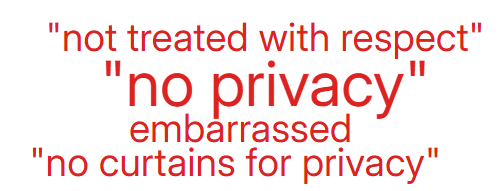 "not treated with respect"
"no privacy"
embarrassed
"no curtains for privacy"